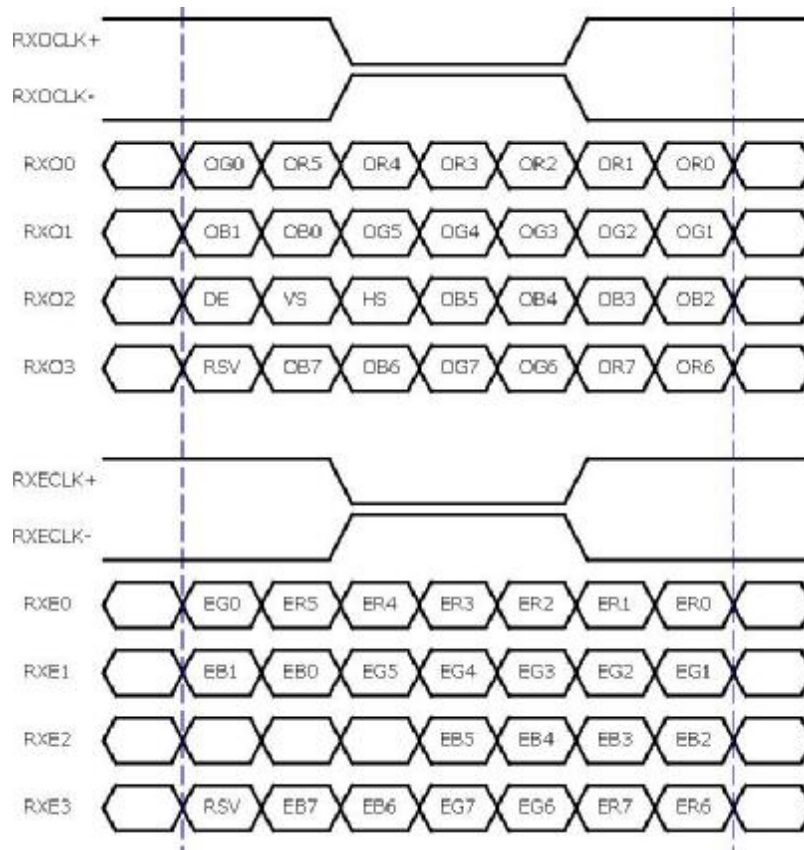 RXOCLK+
RXOCLK-
RXO0 OG0 OR5 OR4 OR3 OR2 OR1 OR0
RXO1 OB1 OB0 OG5 OG4 OG3 OG2 OG1
RXO2 DE VS HS OB5 OB4 OB3 OB2
RXO3 RSV OB7 OB6 OG7 OG6 OR7 OR6
RXECLK+
RXECLK-
RXE0 EG0 ER5 ER4 ER3 ER2 ER1 ER0
RXE1 EB1 EB0 EG5 EG4 EG3 EG2 EG1
RXE2 EB5 EB4 EB3 EB2
RXE3 RSV EB7 EB6 EG7 EG6 ER7 ER6